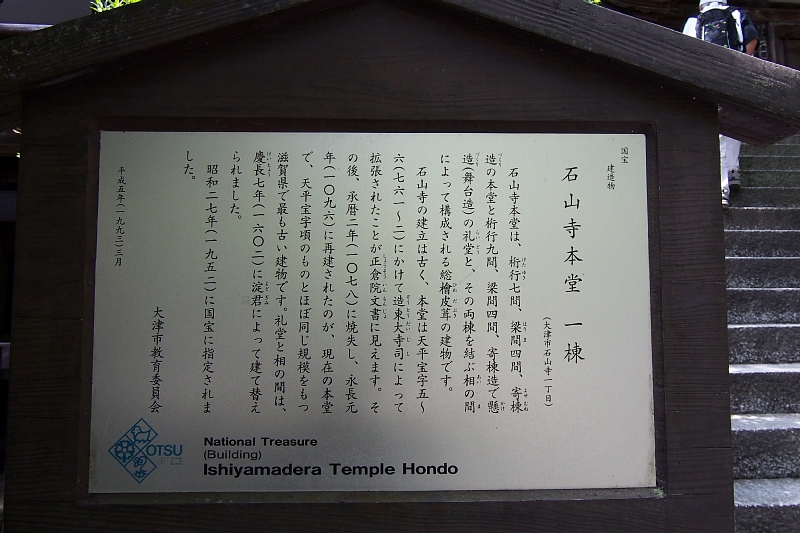 国宝 建造物
石山寺本堂 一棟
(大津市石山寺一丁目)
石山寺本堂は、桁行七間、梁間四間、寄棟
造の本堂と桁行九間、梁間四間、寄棟造で懸
造(舞台造)の礼堂と、その両棟を結ぶ相の間
によって構成される総檜皮葺の建物です。
石山寺の建立は古く、本堂は天平宝字五〜
六(七六一〜二)にかけて造東大寺司によって
拡張されたことが正倉院文書に見えます。そ
の後、承暦二年(一〇七八)に焼失し、永長元
年(一〇九六)に再建されたのが、現在の本堂
で、天平宝字頃のものとほぼ同じ規模をもつ
滋賀県で最も古い建物です。礼堂と相の間は、
慶長七年(一六〇二)に淀君によって建て替え
られました。
昭和二七年(一九五二)に国宝に指定されま
した。
平成五年(一九九三)三月
大津市教育委員会
OTSU
National Treasure
(Building)
Ishiyamadera Temple Hondo